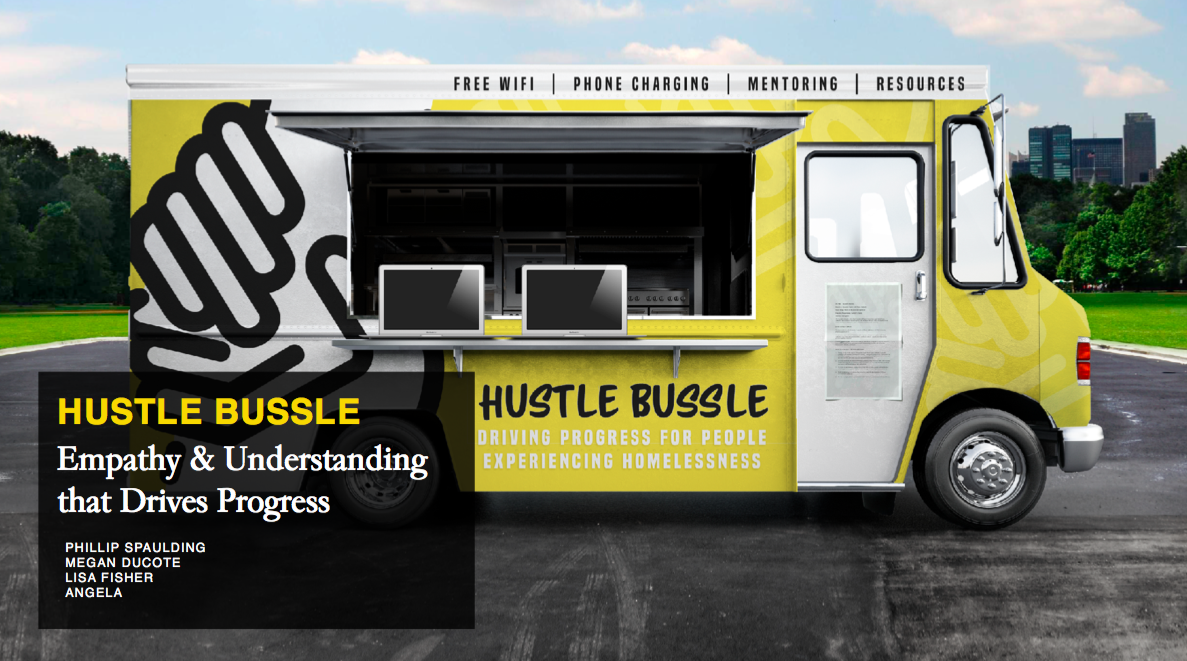 FREE WIFI | PHONE CHARGING | MENTORING | RESOURCES
HUSTLE BUSSLE
DRIVING PROGRESS FOR PEOPLE
EXPERIENCING HOMELESSNESS
HUSTLE BUSSLE
Empathy & Understanding
that Drives Progress
PHILLIP SPAULDING
MEGAN DUCOTE
LISA FISHER
ANGELA